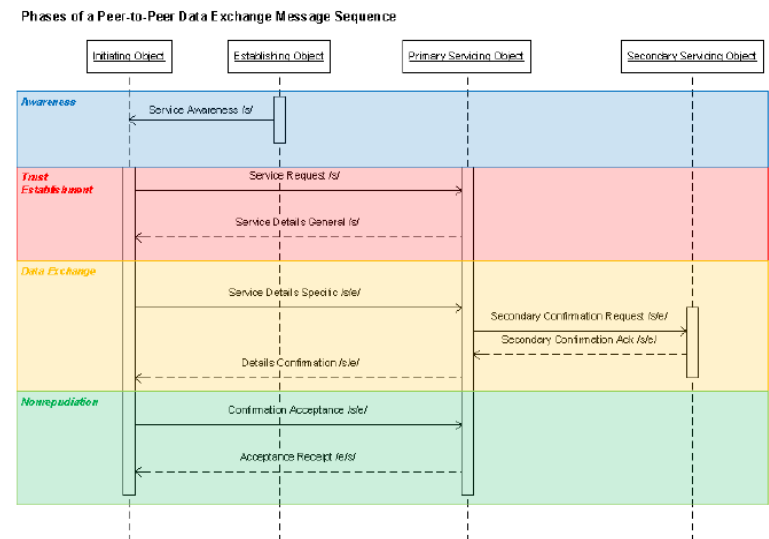 Phases of a Peer-to-Peer Data Exchange Message Sequence
Initiating Object
Establishing Object
Primary Servicing Object
Secondary Servicing Object
Awareness
Service Awareness /s/
Trust
Establishment
Service Request /s/
Service Details General /s/
Data Exchange
Service Details Specific /s/e/
Secondary Confirmation Request /s/e/
Secondary Confirmation Ack /s/e/
Details Confirmation /s/e/
Nonrepudiation
Confirmation Acceptance /s/e/
Acceptance Receipt /e/s/